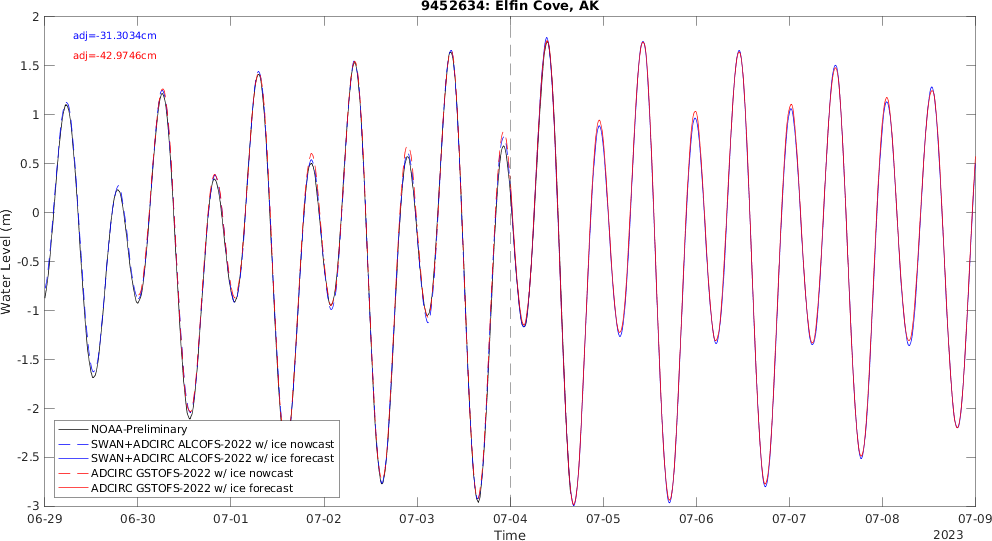 9452634: Elfin Cove, AK
adj=-31.3034cm
adj=-42.9746cm
Water Level (m)
2
1.5
1
0.5
0
-0.5
-1
-1.5
-2
-2.5
-3
NOAA-Preliminary
SWAN+ADCIRC ALCOFS-2022 w/ ice nowcast
SWAN+ADCIRC ALCOFS-2022 w/ ice forecast
ADCIRC GSTOFS-2022 w/ ice nowcast
ADCIRC GSTOFS-2022 w/ ice forecast
06-29 06-30 07-01 07-02 07-03 07-04 07-05 07-06 07-07 07-08 07-09
Time
2023